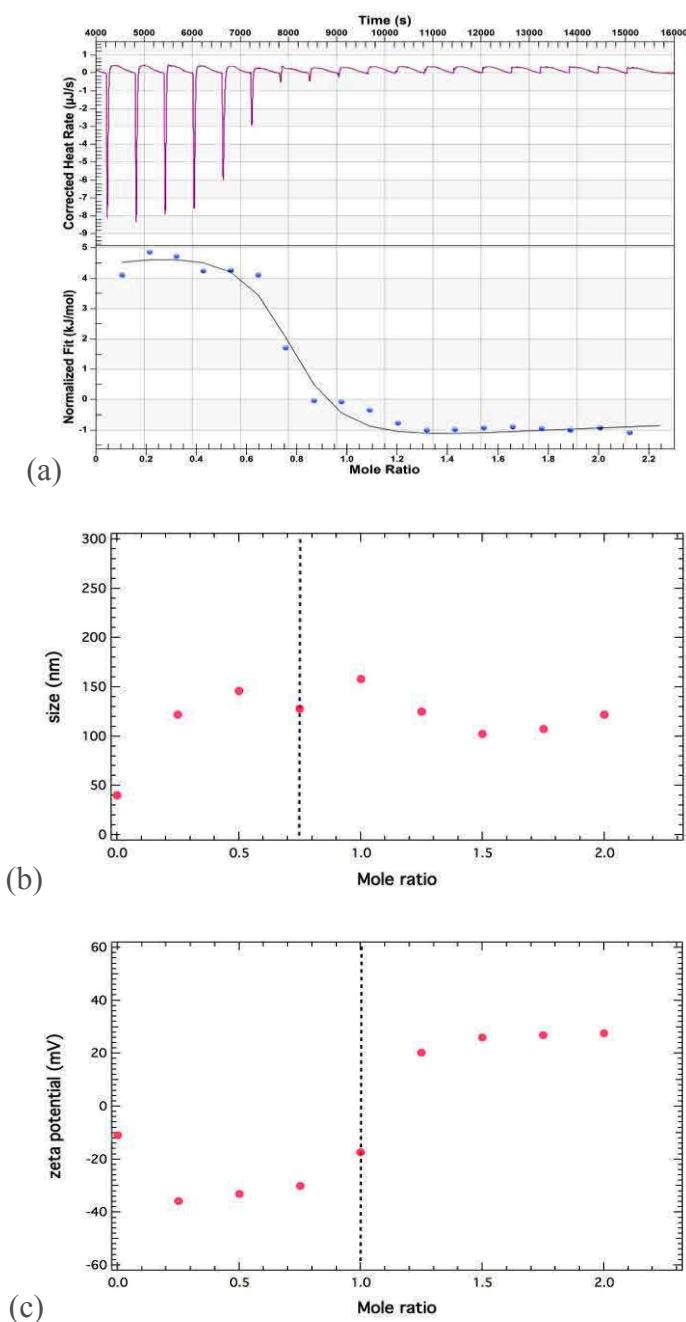 Time (s)
4000 5000 6000 7000 8000 9000 10000 11000 12000 13000 14000 15000 16000
Corrected Heat Rate (µJ/s)
1
0
-1
-2
-3
-4
-5
-6
-7
-8
-9
Normalized Fit (kJ/mol)
5
4
3
2
1
0
-1
0 0.2 0.4 0.6 0.8 1.0 1.2 1.4 1.6 1.8 2.0 2.2
Mole Ratio
(a)
size (nm)
300
250
200
150
100
50
0
0.0 0.5 1.0 1.5 2.0
Mole ratio
(b)
zeta potential (mV)
60
40
20
0
-20
-40
-60
0.0 0.5 1.0 1.5 2.0
Mole ratio
(c)